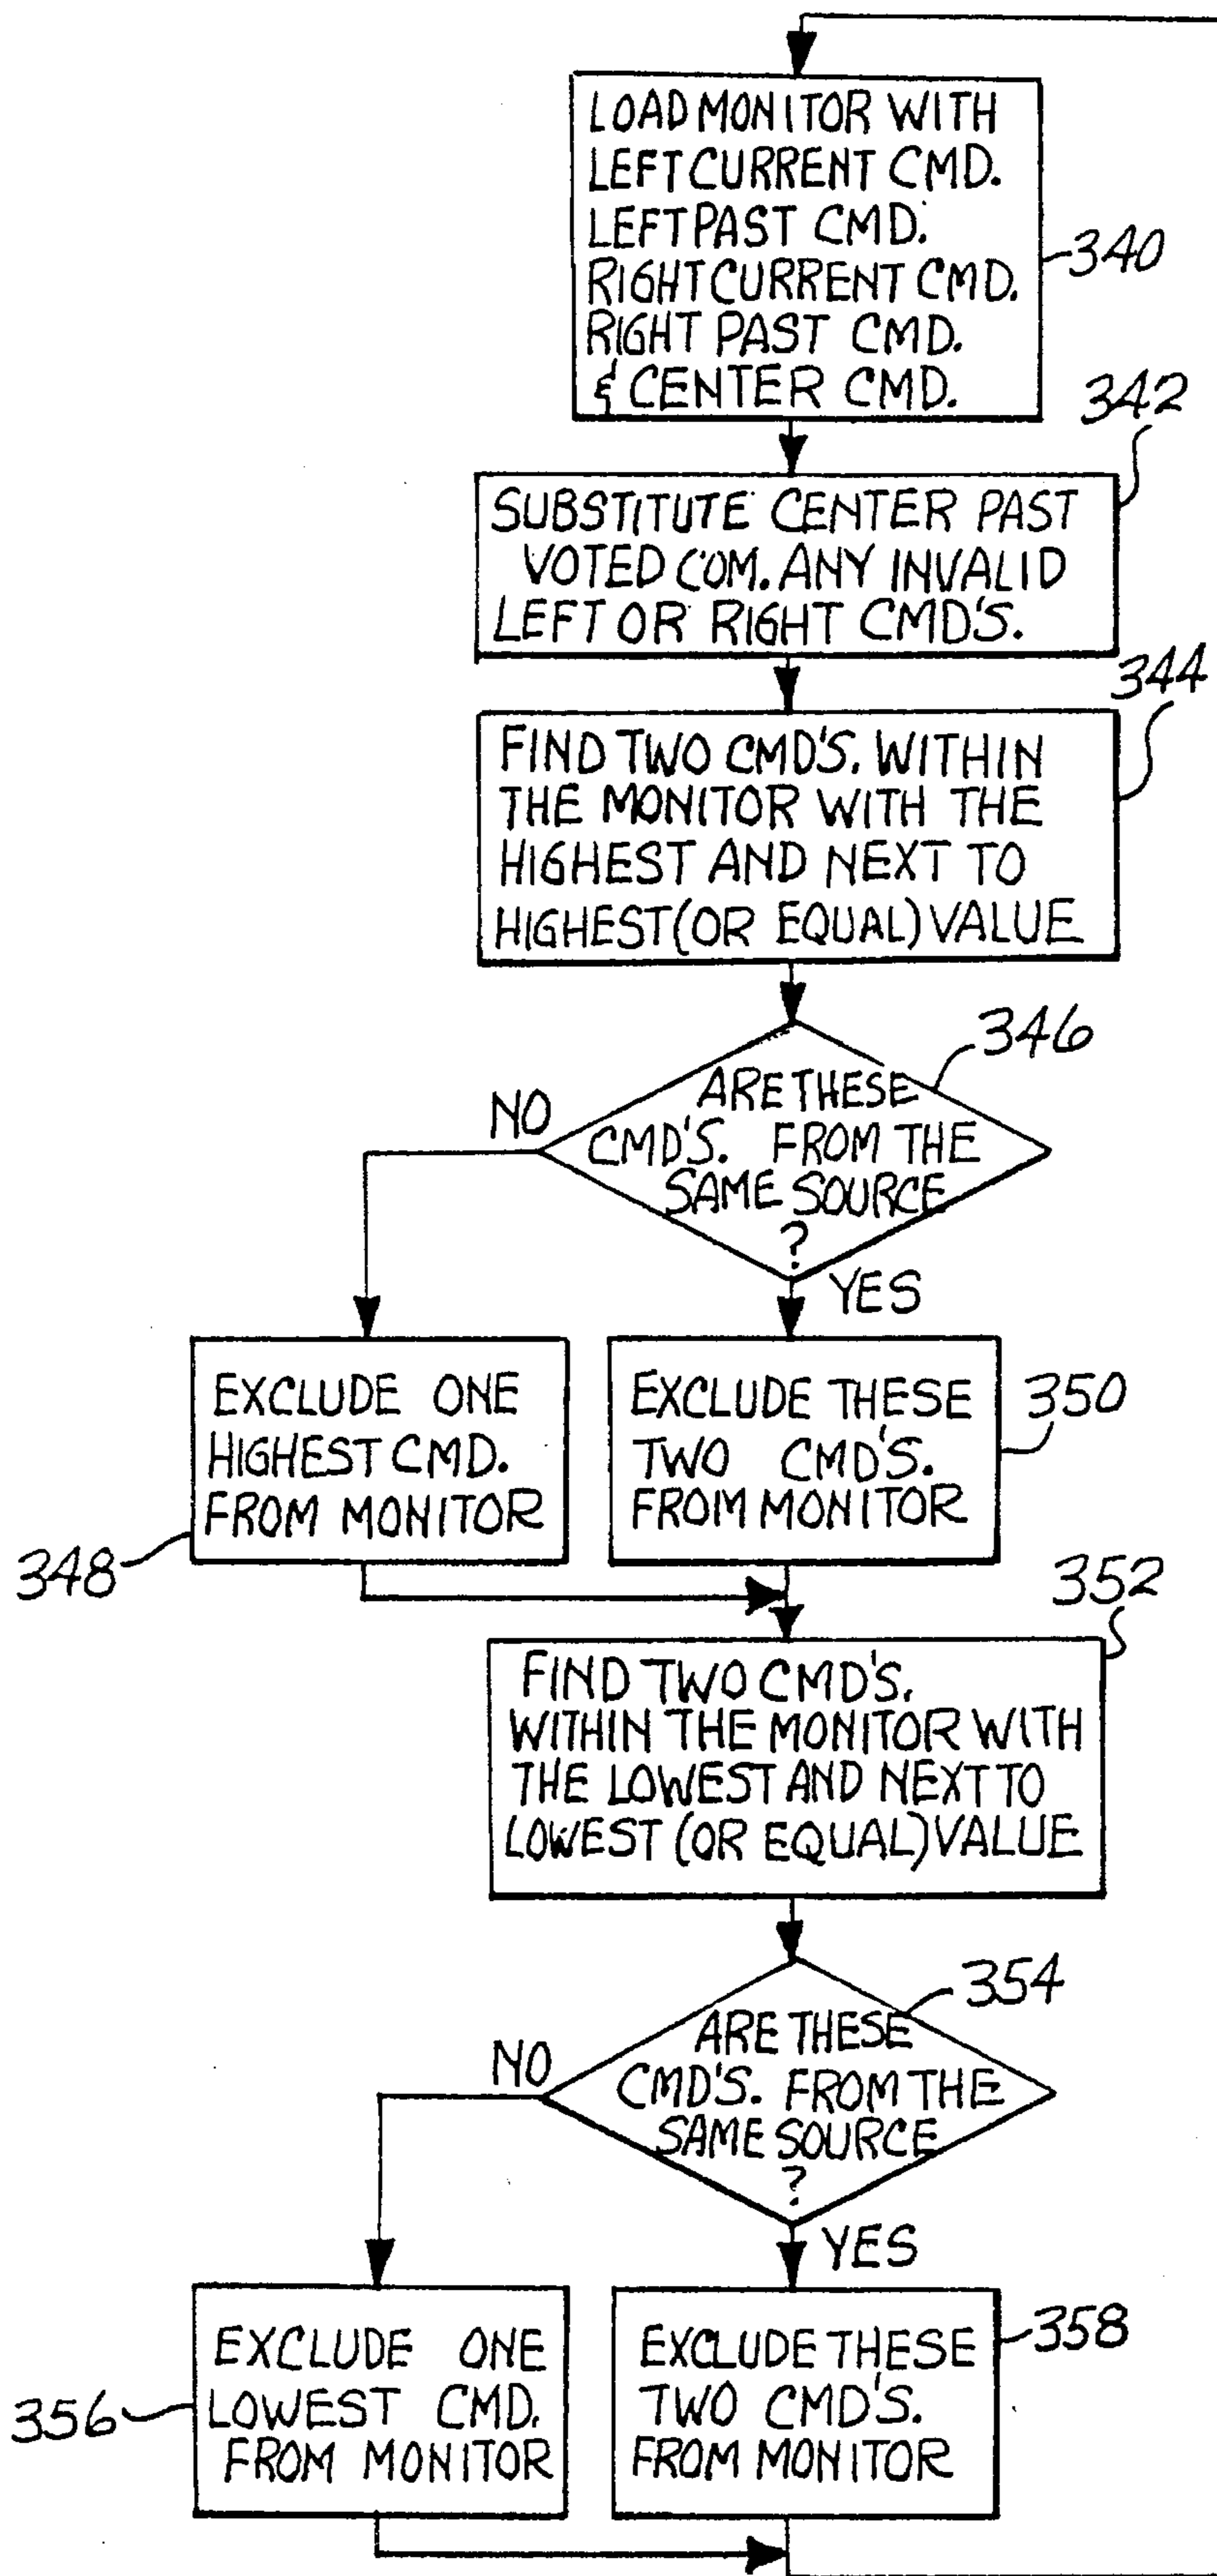 LOAD MONITOR WITH
LEFT CURRENT CMD.
LEFT PAST CMD.
RIGHT CURRENT CMD.
RIGHT PAST CMD.
& CENTER CMD.
340
342
SUBSTITUTE CENTER PAST
VOTED COM. ANY INVALID
LEFT OR RIGHT CMD'S.
344
FIND TWO CMD'S. WITHIN
THE MONITOR WITH THE
HIGHEST AND NEXT TO
HIGHEST (OR EQUAL) VALUE
346
ARE THESE
CMD'S. FROM THE
SAME SOURCE
?
NO
YES
EXCLUDE ONE
HIGHEST CMD.
FROM MONITOR
348
EXCLUDE THESE
TWO CMD'S.
FROM MONITOR
350
352
FIND TWO CMD'S.
WITHIN THE MONITOR WITH
THE LOWEST AND NEXT TO
LOWEST (OR EQUAL) VALUE
354
ARE THESE
CMD'S. FROM THE
SAME SOURCE
?
NO
YES
EXCLUDE ONE
LOWEST CMD.
FROM MONITOR
356
EXCLUDE THESE
TWO CMD'S.
FROM MONITOR
358